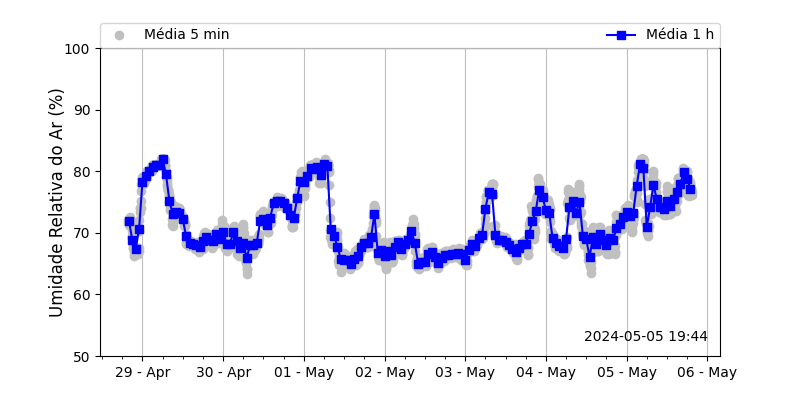 Média 5 min Média 1 h
100
90
80
70
60
50
Umidade Relativa do Ar (%)
2024-05-05 19:44
29 - Apr 30 - Apr 01 - May 02 - May 03 - May 04 - May 05 - May 06 - May